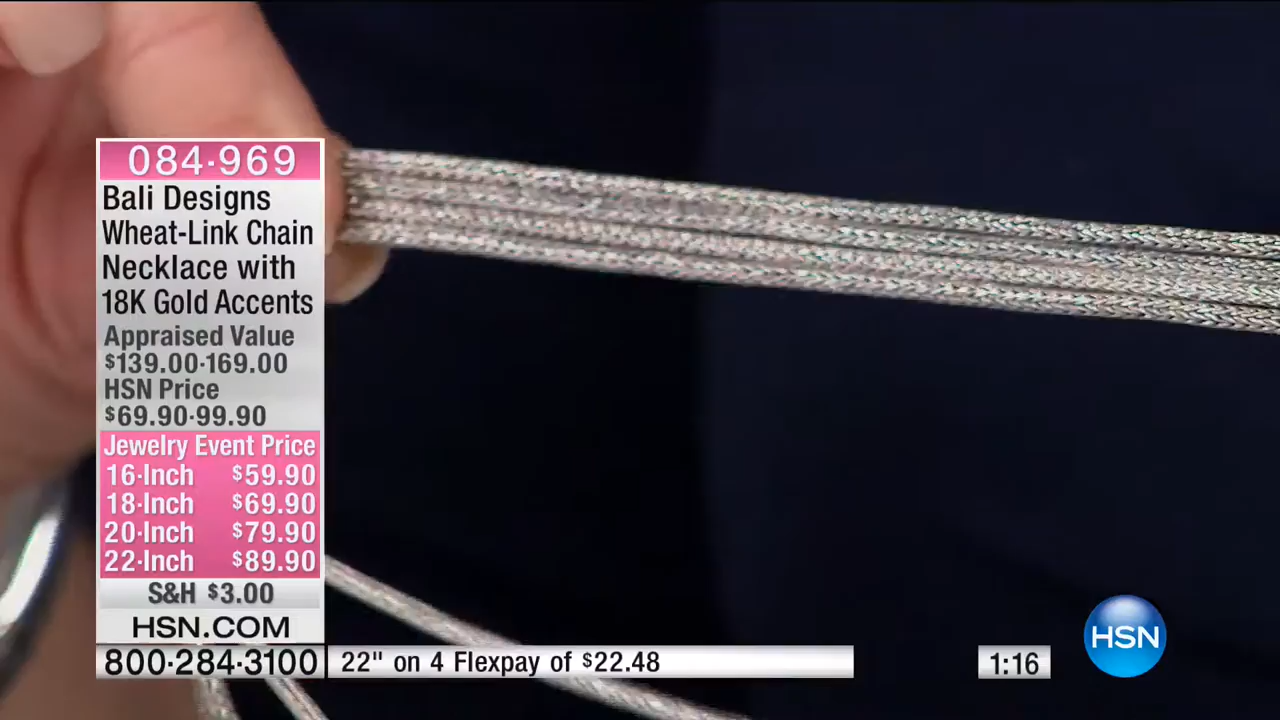 084·969
Bali Designs
Wheat-Link Chain
Necklace with
18K Gold Accents
Appraised Value
$139.00-169.00
HSN Price
$69.90-99.90
Jewelry Event Price
16-Inch $59.90
18-Inch $69.90
20-Inch $79.90
22-Inch $89.90
S&H $3.00
HSN.COM
800·284·3100
22" on 4 Flexpay of $22.48
1:16
HSN